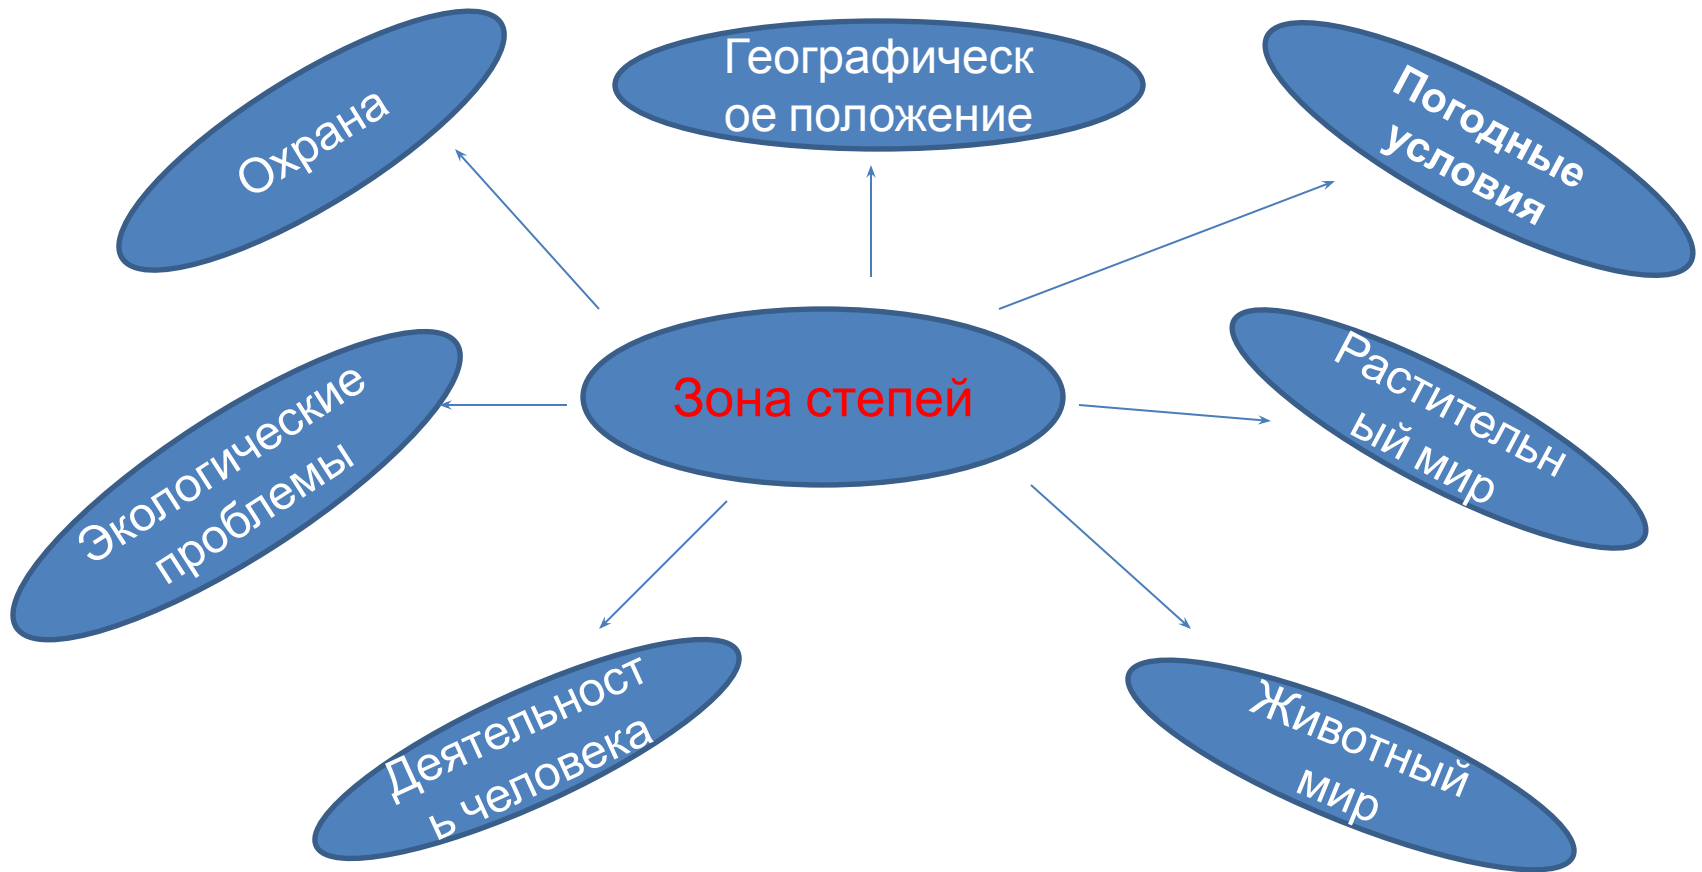 Охрана
Географическ
ое положение
Погодные
условия
Зона степей
Экологические
проблемы
Растительн
ый мир
Деятельност
ь человека
Животный
мир